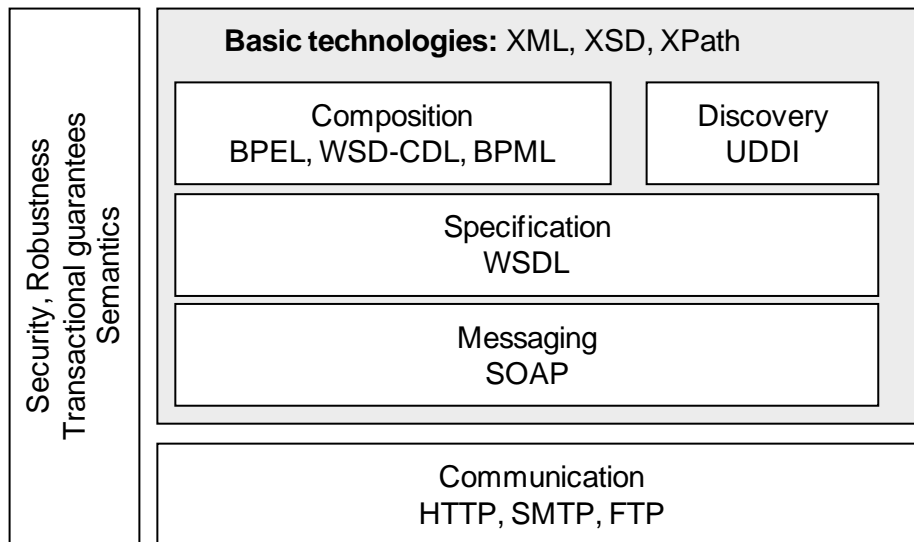 Basic technologies: XML, XSD, XPath
Composition
BPEL, WSD-CDL, BPML
Discovery
UDDI
Specification
WSDL
Messaging
SOAP
Communication
HTTP, SMTP, FTP
Security, Robustness
Transactional guarantees
Semantics